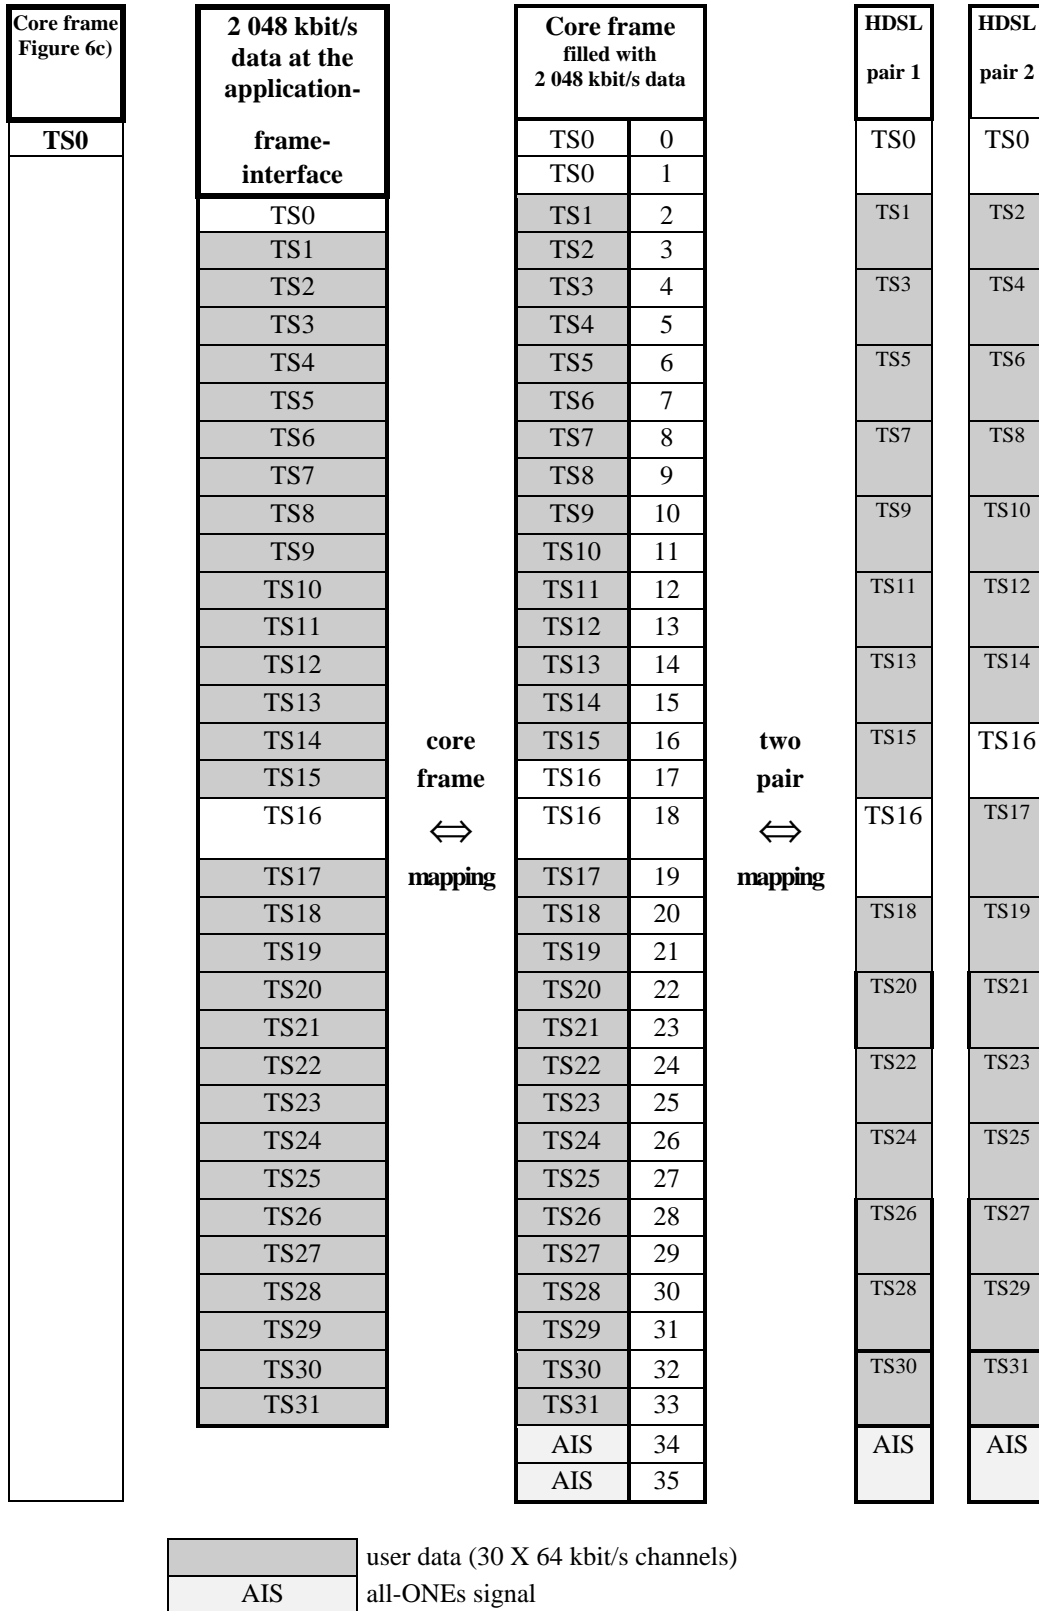 Core frame
Figure 6c)
2 048 kbit/s
data at the
application-
frame-
interface
Core frame
filled with
2 048 kbit/s data
HDSL
pair 1
HDSL
pair 2
TS0 TS0 0 TS0 TS0
TS0 1
TS0 TS1 2 TS1 TS2
TS1 TS2 3
TS2 TS3 4 TS3 TS4
TS3 TS4 5
TS4 TS5 6 TS5 TS6
TS5 TS6 7
TS6 TS7 8 TS7 TS8
TS7 TS8 9
TS8 TS9 10 TS9 TS10
TS9 TS10 11
TS10 TS11 12 TS11 TS12
TS11 TS12 13
TS12 TS13 14 TS13 TS14
TS13 TS14 15
TS14 core TS15 16 two TS15 TS16
TS15 frame TS16 17 pair
TS16 ⇔ TS16 18 ⇔ TS16 TS17
TS17 mapping TS17 19 mapping
TS18 TS18 20 TS18 TS19
TS19 TS19 21
TS20 TS20 22 TS20 TS21
TS21 TS21 23
TS22 TS22 24 TS22 TS23
TS23 TS23 25
TS24 TS24 26 TS24 TS25
TS25 TS25 27
TS26 TS26 28 TS26 TS27
TS27 TS27 29
TS28 TS28 30 TS28 TS29
TS29 TS29 31
TS30 TS30 32 TS30 TS31
TS31 TS31 33
AIS 34 AIS AIS
AIS 35
user data (30 X 64 kbit/s channels)
AIS all-ONEs signal